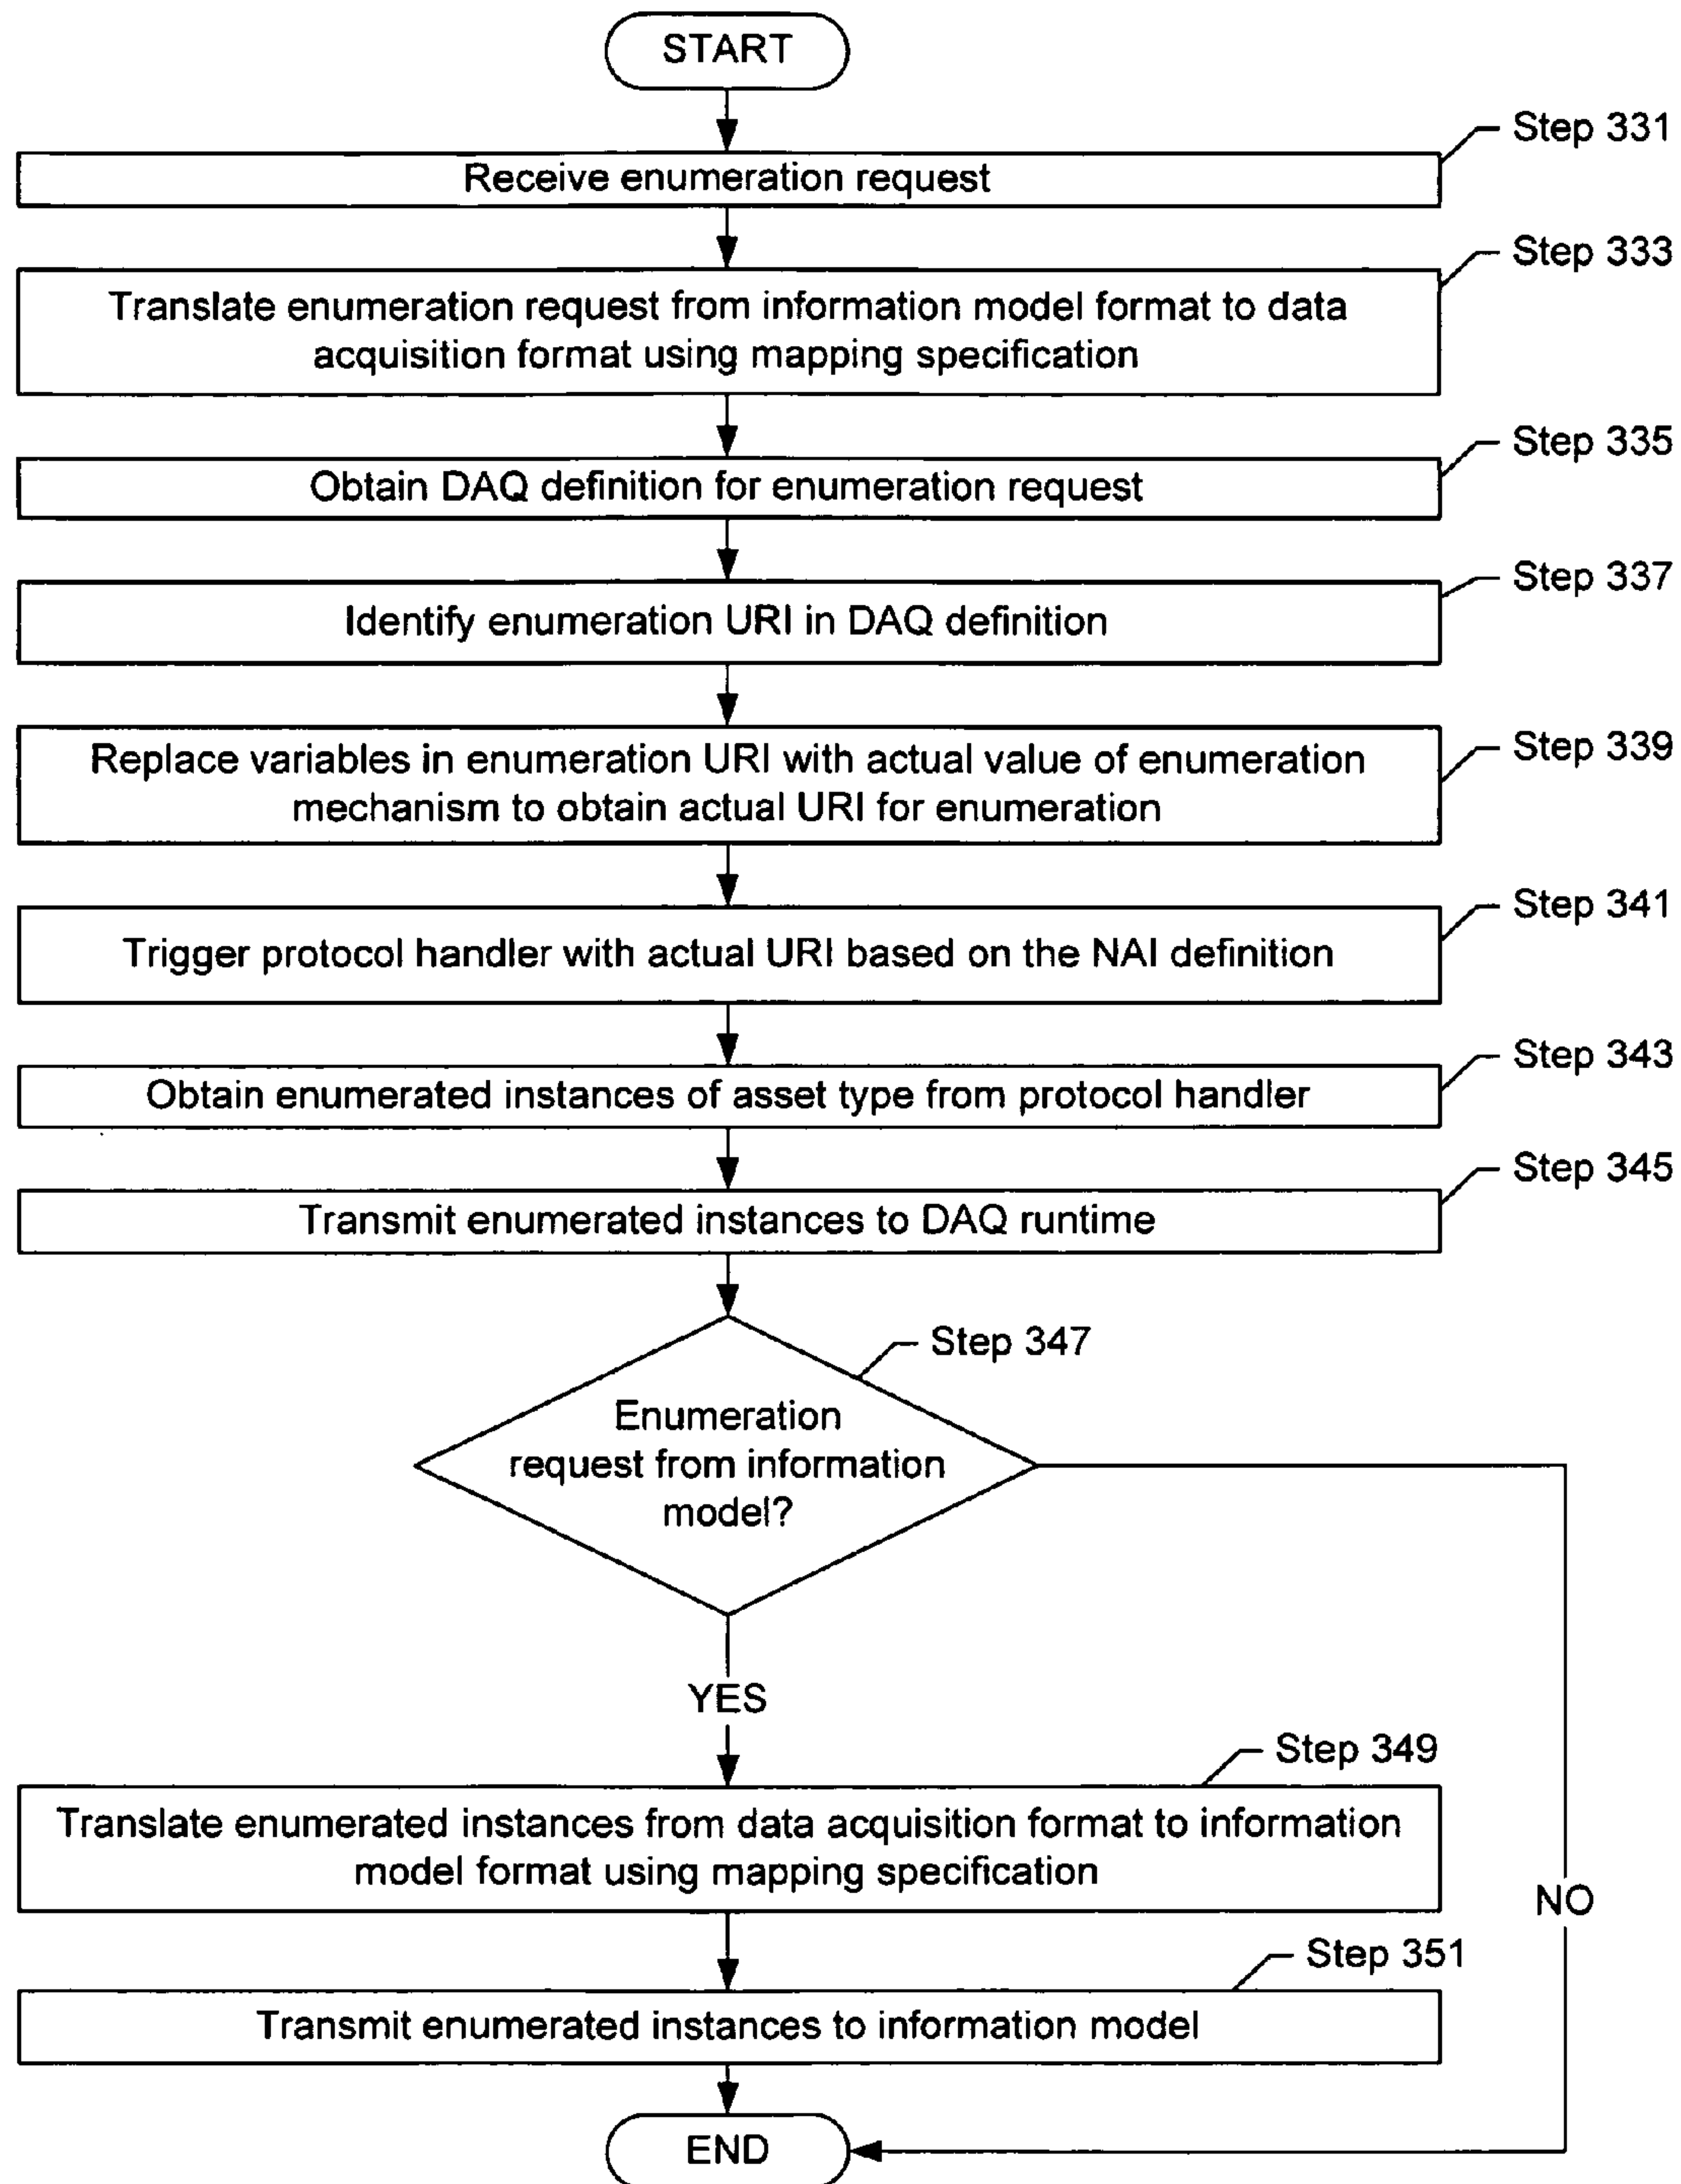 START
Step 331
Receive enumeration request
Step 333
Translate enumeration request from information model format to data
acquisition format using mapping specification
Step 335
Obtain DAQ definition for enumeration request
Step 337
Identify enumeration URI in DAQ definition
Step 339
Replace variables in enumeration URI with actual value of enumeration
mechanism to obtain actual URI for enumeration
Step 341
Trigger protocol handler with actual URI based on the NAI definition
Step 343
Obtain enumerated instances of asset type from protocol handler
Step 345
Transmit enumerated instances to DAQ runtime
Step 347
Enumeration
request from information
model?
YES
Step 349
Translate enumerated instances from data acquisition format to information
model format using mapping specification
NO
Step 351
Transmit enumerated instances to information model
END